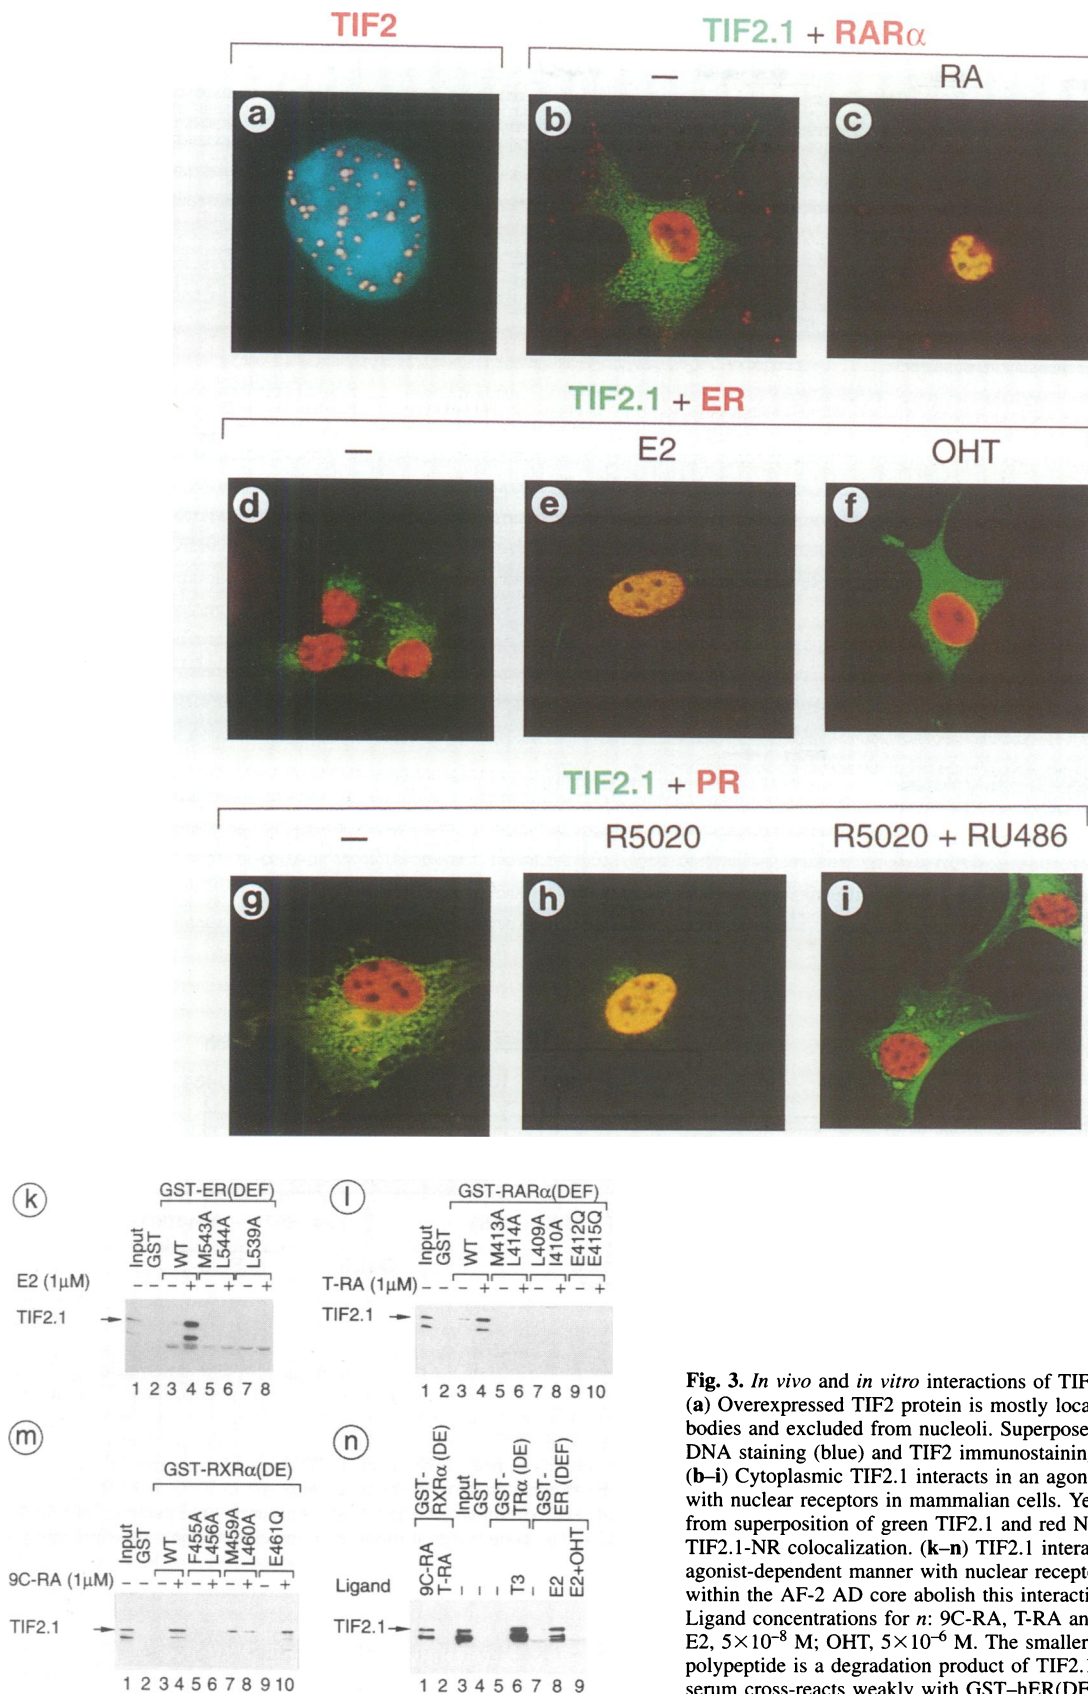 TIF2
TIF2.1 + RARα
— RA
a b c
TIF2.1 + ER
— E2 OHT
d e f
TIF2.1 + PR
— R5020 R5020 + RU486
g h i
k
GST-ER(DEF)
Input GST WT M543A L544A L539A
E2 (1µM) - - - + - + - +
TIF2.1
1 2 3 4 5 6 7 8
l
GST-RARα(DEF)
Input GST WT M413A L414A L409A I410A E412Q E415Q
T-RA (1µM) - - - + - + - + - +
TIF2.1
1 2 3 4 5 6 7 8 9 10
m
GST-RXRα(DE)
Input GST WT F455A L456A M459A L460A E461Q
9C-RA (1µM) - - - + - + - + - +
TIF2.1
1 2 3 4 5 6 7 8 9 10
n
GST-RXRα (DE) Input GST GST-TRα (DE) GST-ER (DEF)
Ligand 9C-RA T-RA - - - T3 - E2 E2+OHT
TIF2.1
1 2 3 4 5 6 7 8 9
Fig. 3. In vivo and in vitro interactions of TIF
(a) Overexpressed TIF2 protein is mostly loca
bodies and excluded from nucleoli. Superpose
DNA staining (blue) and TIF2 immunostainin
(b–i) Cytoplasmic TIF2.1 interacts in an agon
with nuclear receptors in mammalian cells. Ye
from superposition of green TIF2.1 and red N
TIF2.1-NR colocalization. (k–n) TIF2.1 intera
agonist-dependent manner with nuclear recepto
within the AF-2 AD core abolish this interacti
Ligand concentrations for n: 9C-RA, T-RA an
E2, 5×10⁻⁸ M; OHT, 5×10⁻⁶ M. The smaller
polypeptide is a degradation product of TIF2.1
serum cross-reacts weakly with GST–hER(DE